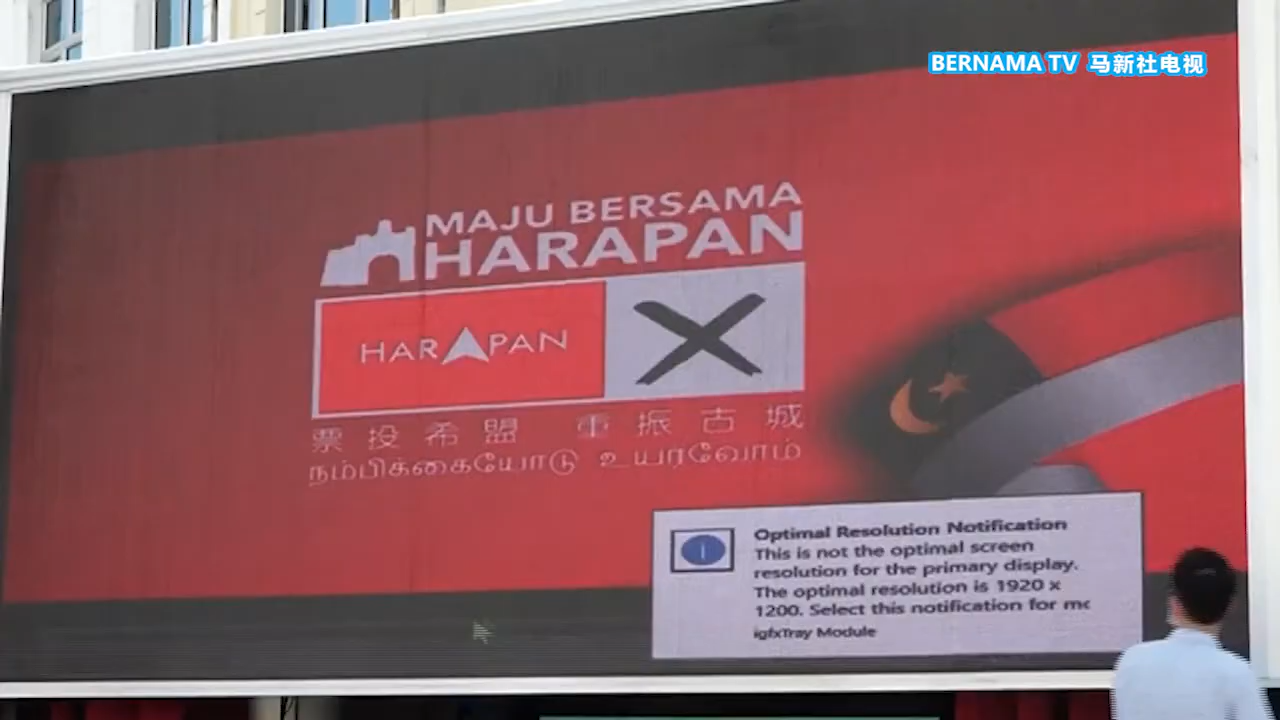 BERNAMA TV 马新社电视
MAJU BERSAMA
HARAPAN
HARAPAN
票投希盟 重振古城
நம்பிக்கையோடு உயர்வோம்
Optimal Resolution Notification
This is not the optimal screen
resolution for the primary display.
The optimal resolution is 1920 x
1200. Select this notification for mo
igfxTray Module